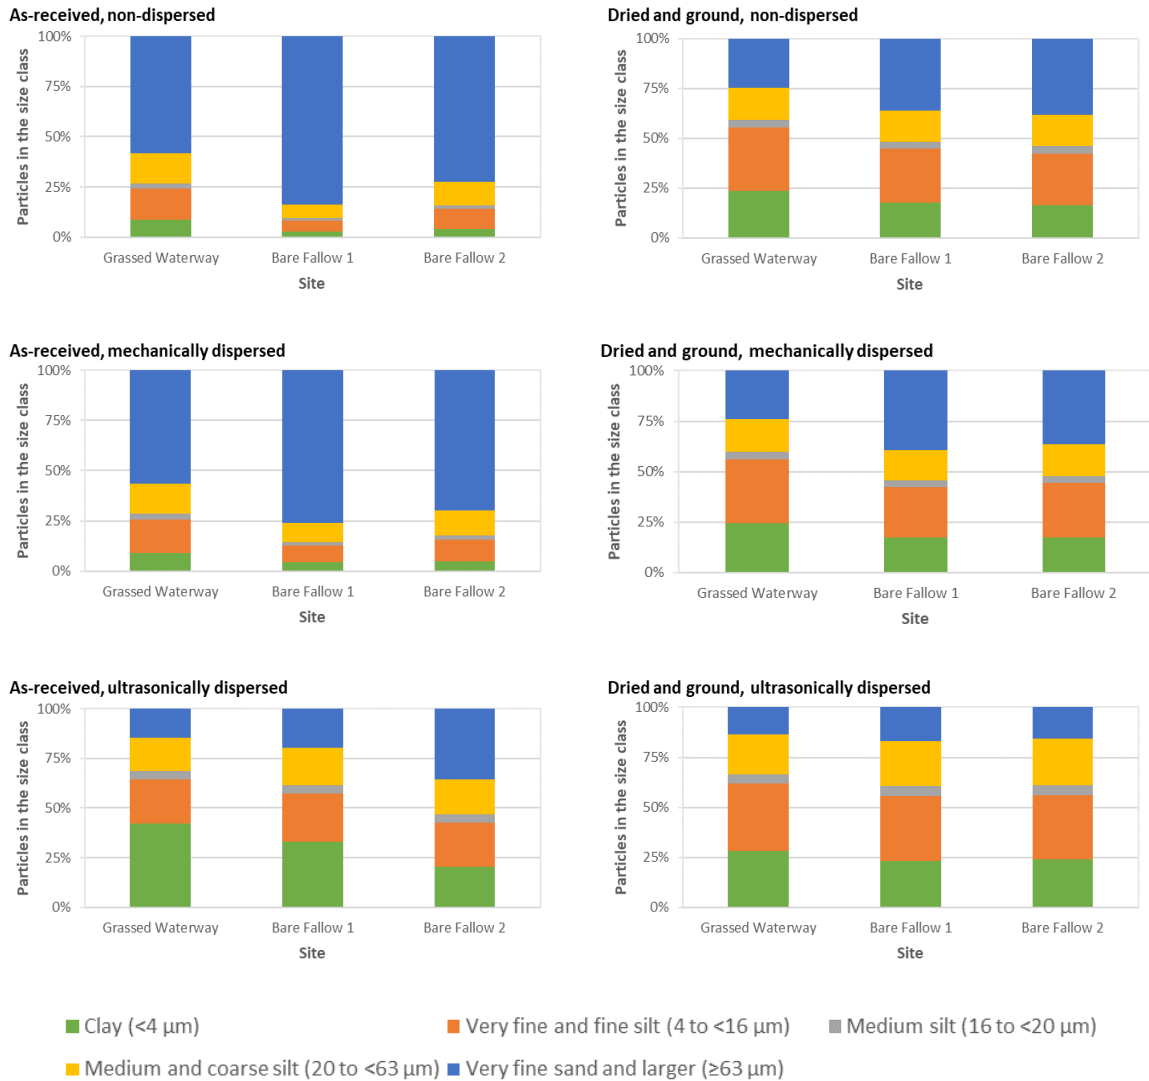 As-received, non-dispersed
100%
75%
50%
25%
0%
Particles in the size class
Grassed Waterway Bare Fallow 1 Bare Fallow 2
Site
Dried and ground, non-dispersed
100%
75%
50%
25%
0%
Particles in the size class
Grassed Waterway Bare Fallow 1 Bare Fallow 2
Site
As-received, mechanically dispersed
100%
75%
50%
25%
0%
Particles in the size class
Grassed Waterway Bare Fallow 1 Bare Fallow 2
Site
Dried and ground, mechanically dispersed
100%
75%
50%
25%
0%
Particles in the size class
Grassed Waterway Bare Fallow 1 Bare Fallow 2
Site
As-received, ultrasonically dispersed
100%
75%
50%
25%
0%
Particles in the size class
Grassed Waterway Bare Fallow 1 Bare Fallow 2
Site
Dried and ground, ultrasonically dispersed
100%
75%
50%
25%
0%
Particles in the size class
Grassed Waterway Bare Fallow 1 Bare Fallow 2
Site
Clay (<4 µm) Very fine and fine silt (4 to <16 µm) Medium silt (16 to <20 µm)
Medium and coarse silt (20 to <63 µm) Very fine sand and larger (≥63 µm)